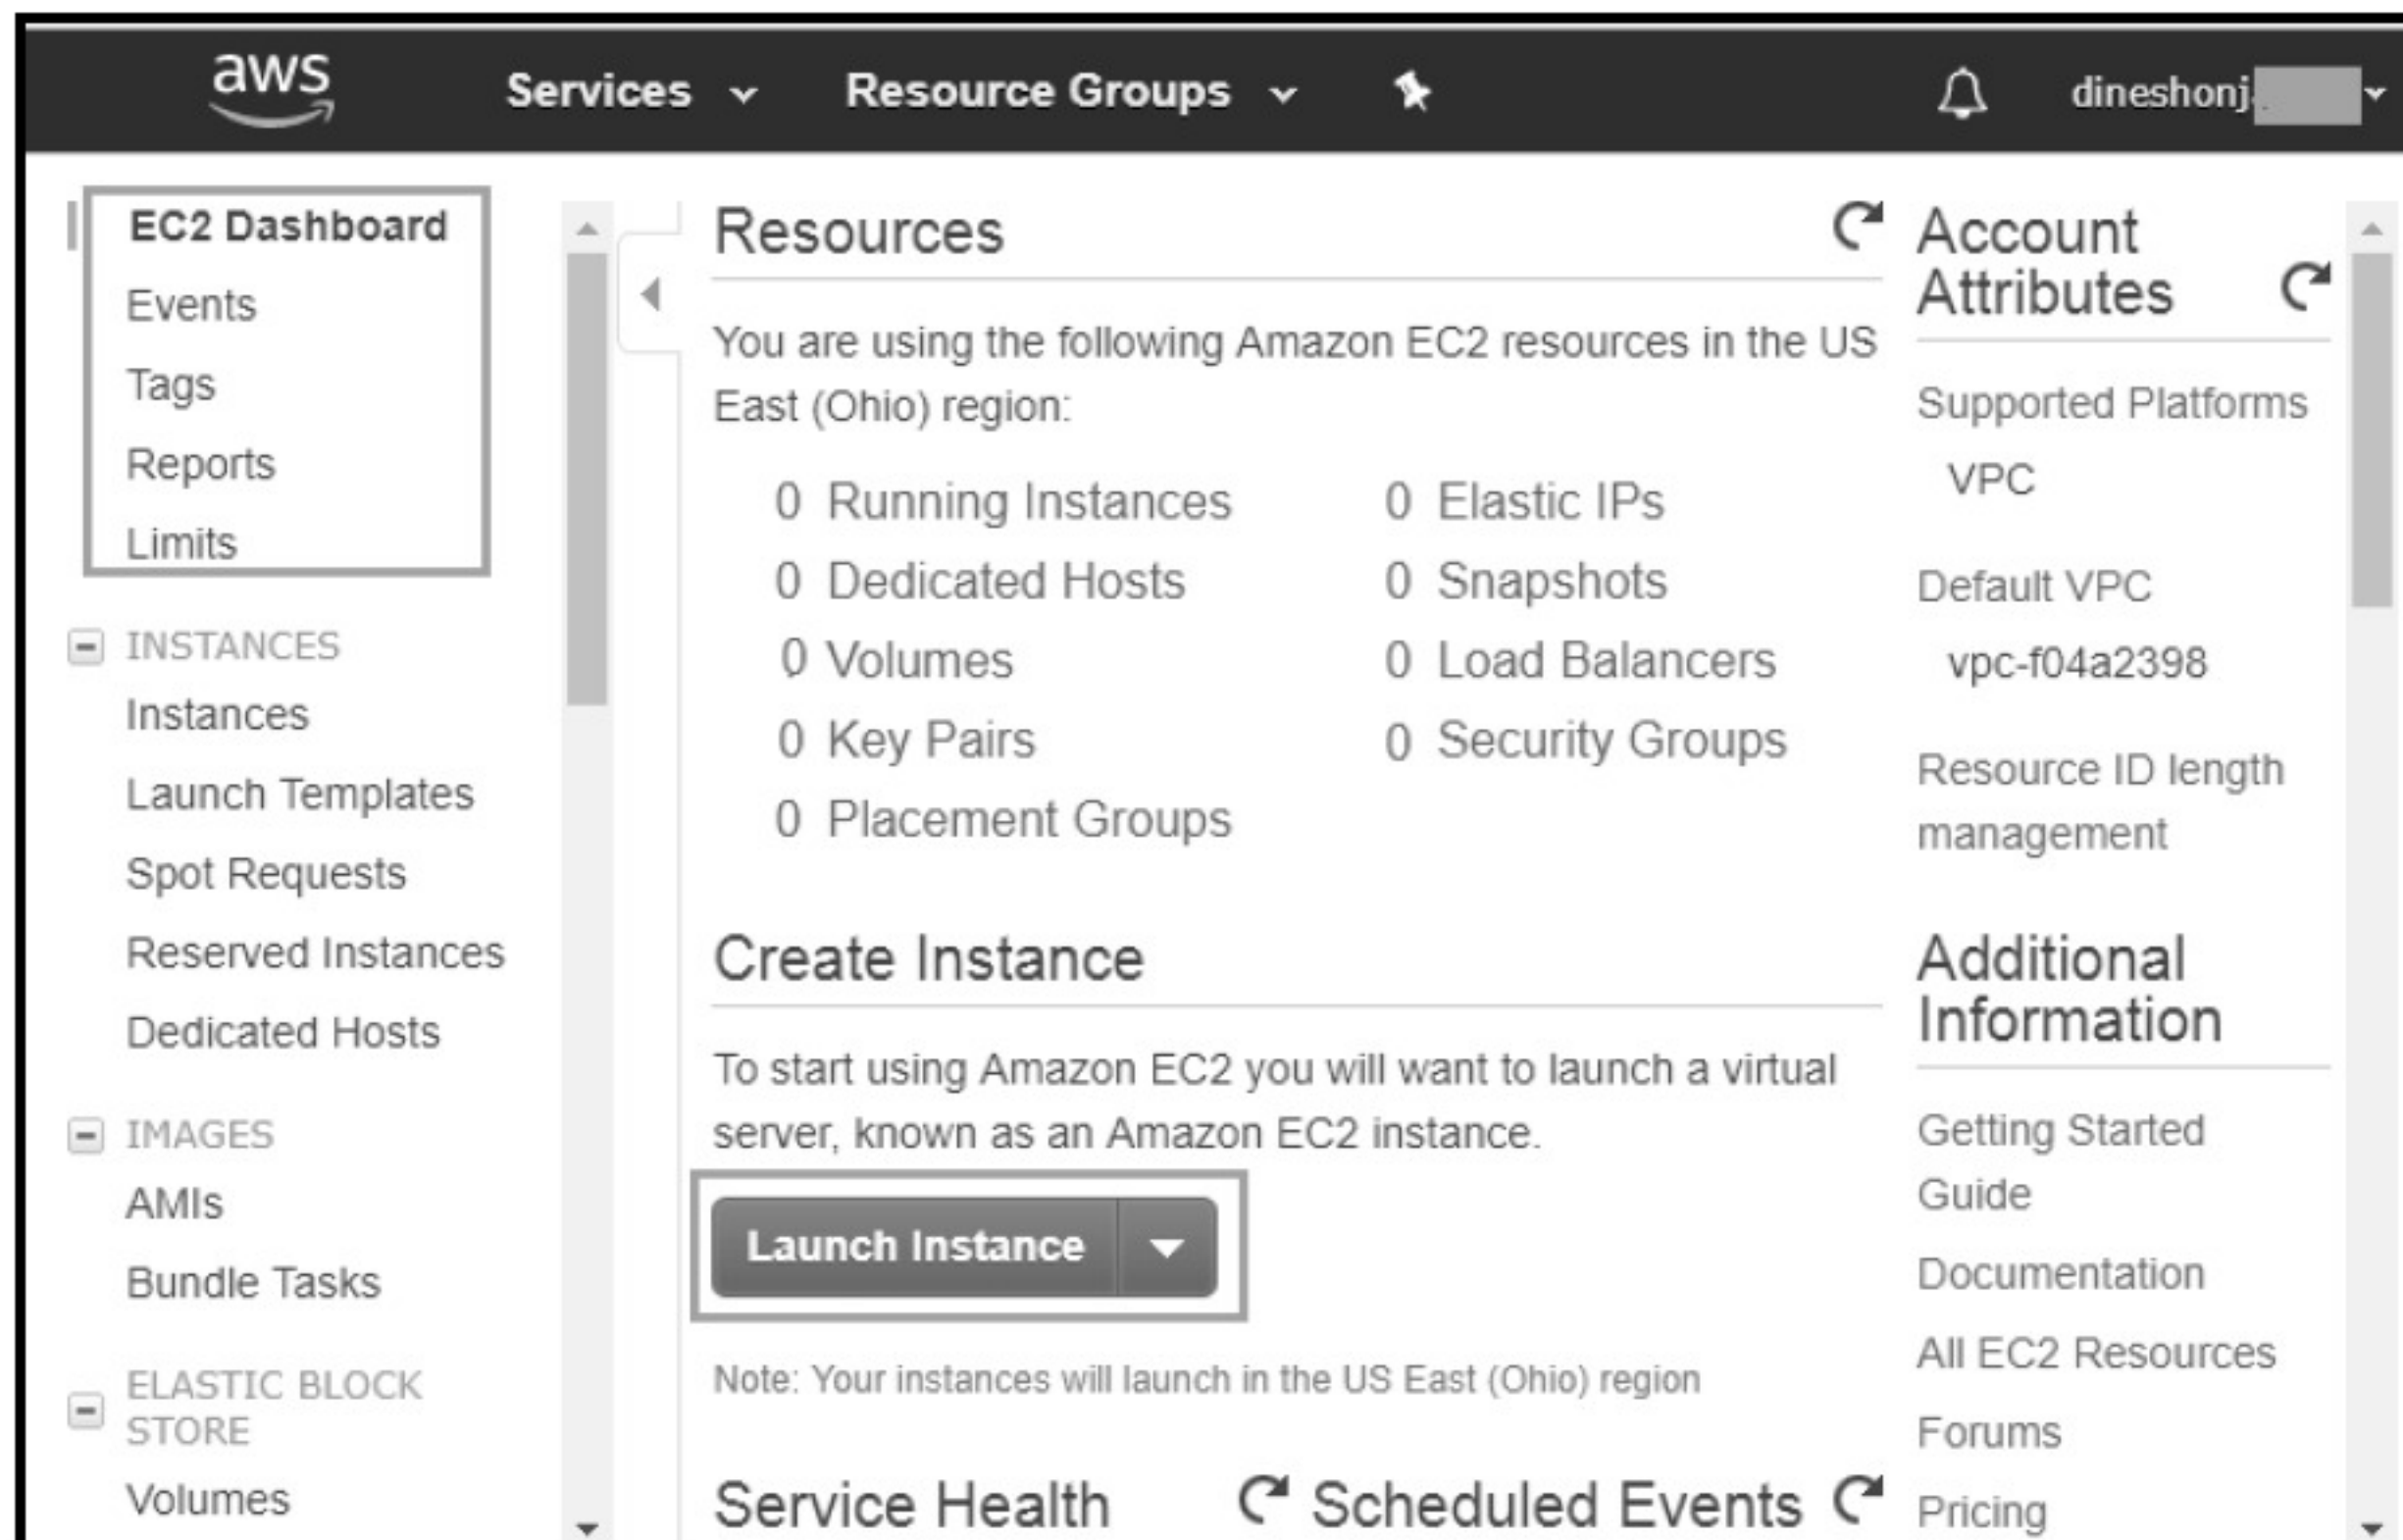 aws Services Resource Groups dineshonj
EC2 Dashboard
Events
Tags
Reports
Limits
INSTANCES
Instances
Launch Templates
Spot Requests
Reserved Instances
Dedicated Hosts
IMAGES
AMIs
Bundle Tasks
ELASTIC BLOCK
STORE
Volumes
Resources
You are using the following Amazon EC2 resources in the US
East (Ohio) region:
0 Running Instances
0 Elastic IPs
0 Dedicated Hosts
0 Snapshots
0 Volumes
0 Load Balancers
0 Key Pairs
0 Security Groups
0 Placement Groups
Create Instance
To start using Amazon EC2 you will want to launch a virtual
server, known as an Amazon EC2 instance.
Launch Instance
Note: Your instances will launch in the US East (Ohio) region
Service Health
Scheduled Events
Account
Attributes
Supported Platforms
VPC
Default VPC
vpc-f04a2398
Resource ID length
management
Additional
Information
Getting Started
Guide
Documentation
All EC2 Resources
Forums
Pricing